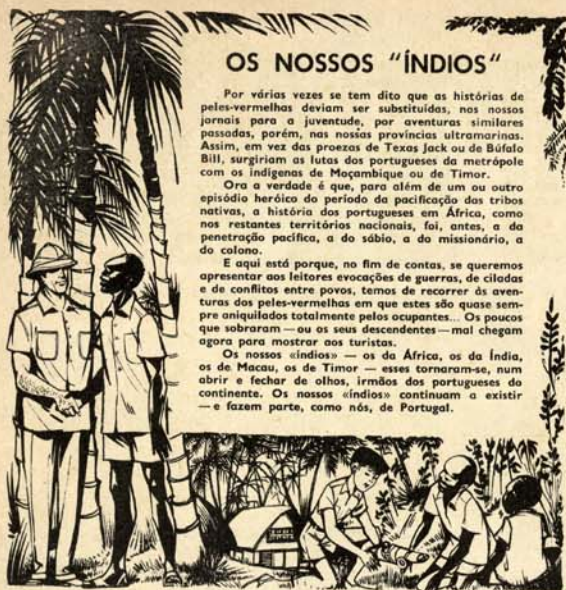 OS NOSSOS "ÍNDIOS"
Por várias vezes se tem dito que as histórias de
peles-vermelhas deviam ser substituídas, nos nossos
jornais para a juventude, por aventuras similares
passadas, porém, nas nossas províncias ultramarinas.
Assim, em vez das proezas de Texas Jack ou de Búfalo
Bill, surgiriam as lutas dos portugueses da metrópole
com os indígenas de Moçambique ou de Timor.
Ora a verdade é que, para além de um ou outro
episódio heróico do período da pacificação das tribos
nativas, a história dos portugueses em África, como
nos restantes territórios nacionais, foi, antes, a da
penetração pacífica, a do sábio, a do missionário, a
do colono.
E aqui está porque, no fim de contas, se queremos
apresentar aos leitores evocações de guerras, de ciladas
e de conflitos entre povos, temos de recorrer às aven-
turas dos peles-vermelhas em que estes são quase sem-
pre aniquilados totalmente pelos ocupantes... Os poucos
que sobraram — ou os seus descendentes — mal chegam
agora para mostrar aos turistas.
Os nossos «índios» — os da África, os da Índia,
os de Macau, os de Timor — esses tornaram-se, num
abrir e fechar de olhos, irmãos dos portugueses do
continente. Os nossos «índios» continuam a existir
— e fazem parte, como nós, de Portugal.